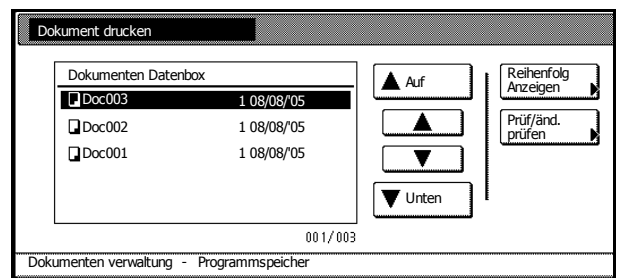 Dokument drucken
Dokumenten Datenbox
Doc003 1 08/08/'05
Doc002 1 08/08/'05
Doc001 1 08/08/'05
001/003
Auf
Unten
Reihenfolg
Anzeigen
Prüf/änd.
prüfen
Dokumenten verwaltung - Programmspeicher